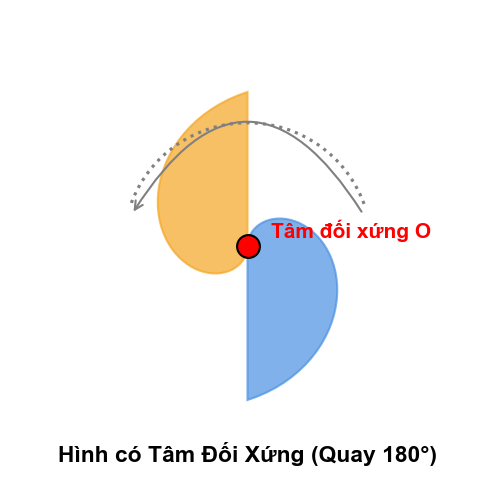 Tâm đối xứng O
Hình có Tâm Đối Xứng (Quay 180°)